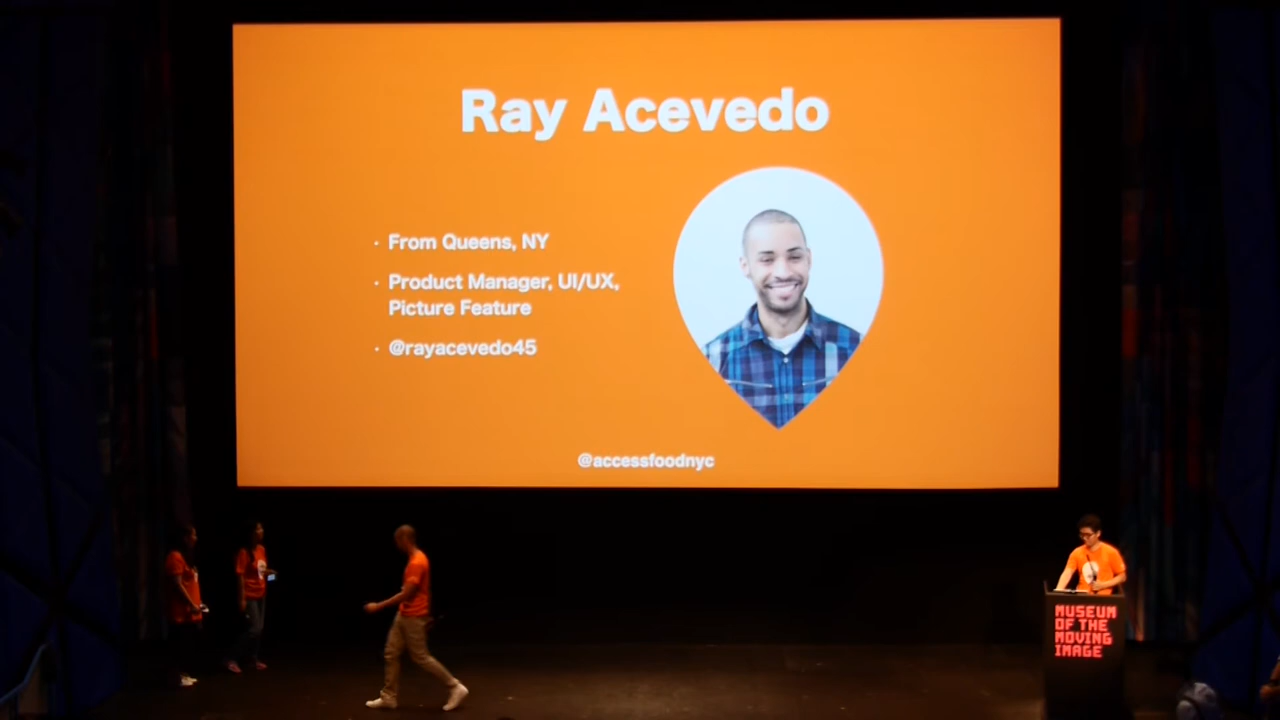 Ray Acevedo
• From Queens, NY
• Product Manager, UI/UX,
Picture Feature
• @rayacevedo45
@accessfoodnyc
MUSEUM
OF THE
MOVING
IMAGE